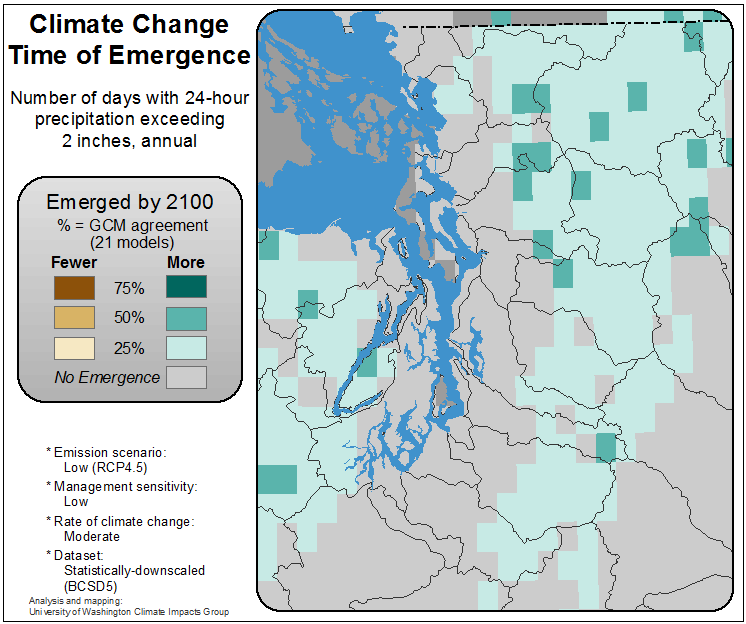 Climate Change
Time of Emergence
Number of days with 24-hour
precipitation exceeding
2 inches, annual
Emerged by 2100
% = GCM agreement
(21 models)
Fewer More
75%
50%
25%
No Emergence
* Emission scenario:
Low (RCP4.5)
* Management sensitivity:
Low
* Rate of climate change:
Moderate
* Dataset:
Statistically-downscaled
(BCSD5)
Analysis and mapping:
University of Washington Climate Impacts Group